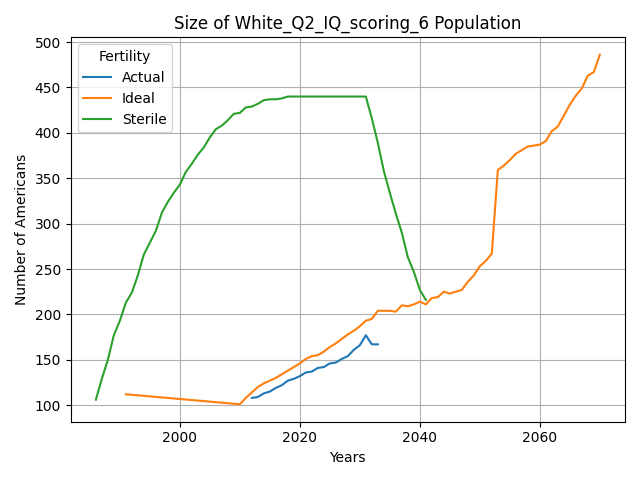 Size of White_Q2_IQ_scoring_6 Population
500
450
400
350
300
250
200
150
100
Number of Americans
Fertility
Actual
Ideal
Sterile
2000
2020
2040
2060
Years